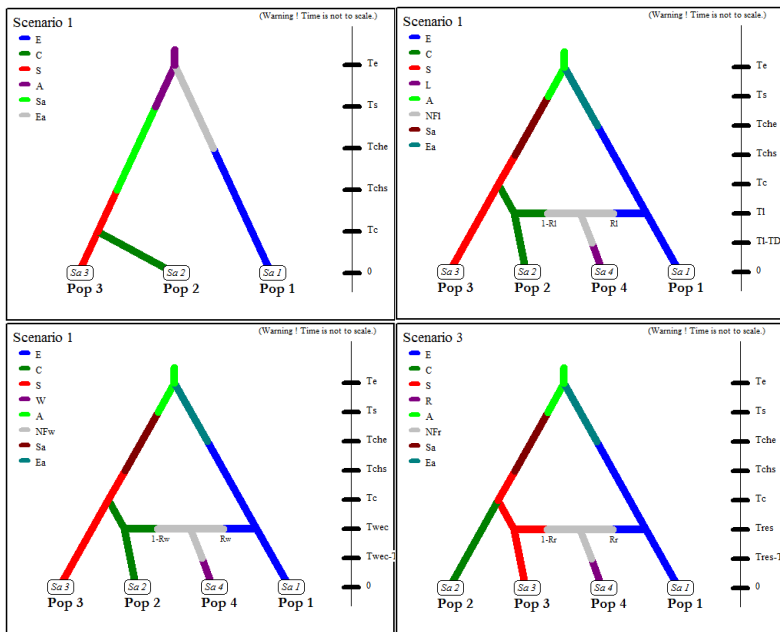 Scenario 1
(Warning ! Time is not to scale.)
E
C
S
A
Sa
Ea
Te
Ts
Tche
Tchs
Tc
0
Sa 3
Sa 2
Sa 1
Pop 3
Pop 2
Pop 1
Scenario 1
(Warning ! Time is not to scale.)
E
C
S
L
A
NFl
Sa
Ea
Te
Ts
Tche
Tchs
Tc
Tl
Tl-TD
0
1-Rl
Rl
Sa 3
Sa 2
Sa 4
Sa 1
Pop 3
Pop 2
Pop 4
Pop 1
Scenario 1
(Warning ! Time is not to scale.)
E
C
S
W
A
NFw
Sa
Ea
Te
Ts
Tche
Tchs
Tc
Twec
Twec-T
0
1-Rw
Rw
Sa 3
Sa 2
Sa 4
Sa 1
Pop 3
Pop 2
Pop 4
Pop 1
Scenario 3
(Warning ! Time is not to scale.)
E
C
S
R
A
NFr
Sa
Ea
Te
Ts
Tche
Tchs
Tc
Tres
Tres-T
0
1-Rr
Rr
Sa 2
Sa 3
Sa 4
Sa 1
Pop 2
Pop 3
Pop 4
Pop 1